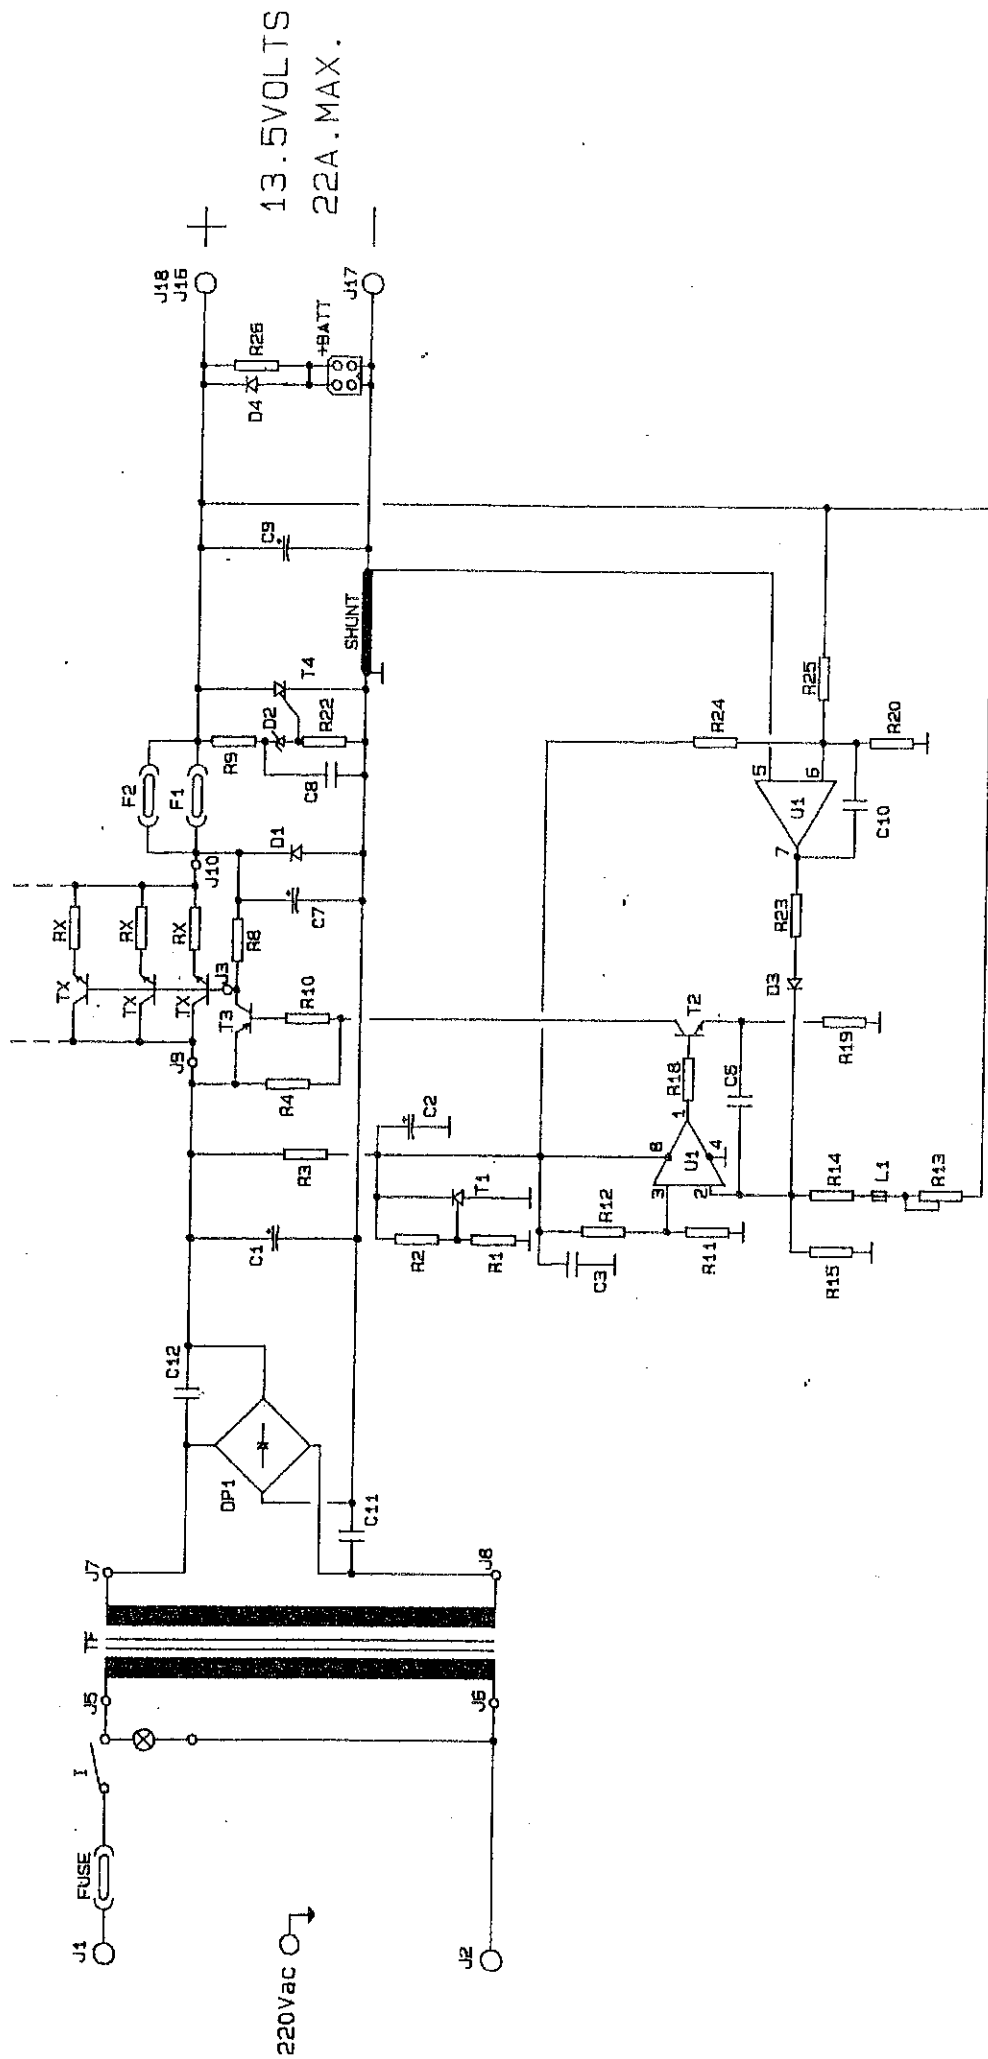 13.5VOLTS
22A.MAX.
+
−
J18
J16
J17
+BATT
R26
D4
C9
SHUNT
T4
D2
R22
R9
C8
F2
F1
D1
J10
C7
R8
RX
RX
RX
TX
TX
TX
J3
T3
R10
J9
R4
R3
C1
C12
DP1
C11
J7
J8
TF
J5
J6
I
FUSE
J1
J2
220Vac
C2
T1
R2
R1
R12
C3
R11
3
2
8
4
1
U1
R18
T2
C5
R19
R14
L1
R13
R15
D3
R23
7
U1
5
6
C10
R20
R24
R25